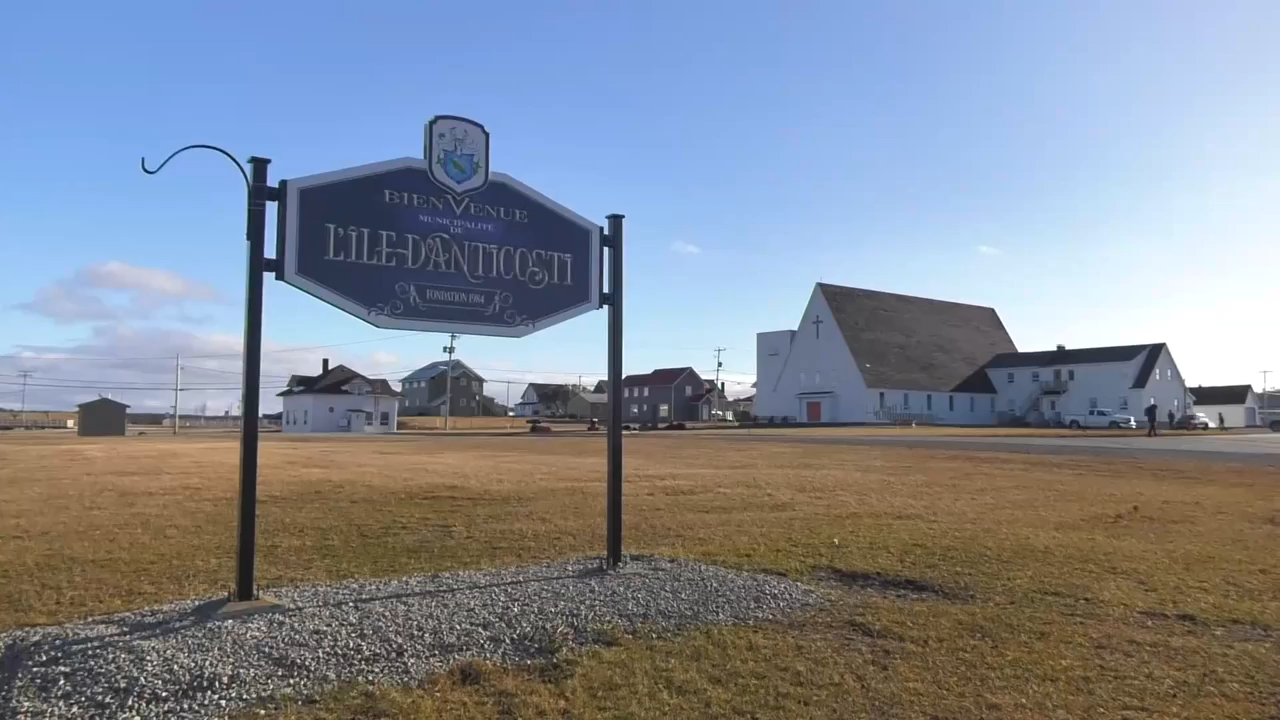 BIENVENUE
MUNICIPALITÉ
DE
L'ÎLE-D'ANTICOSTI
FONDATION 1984